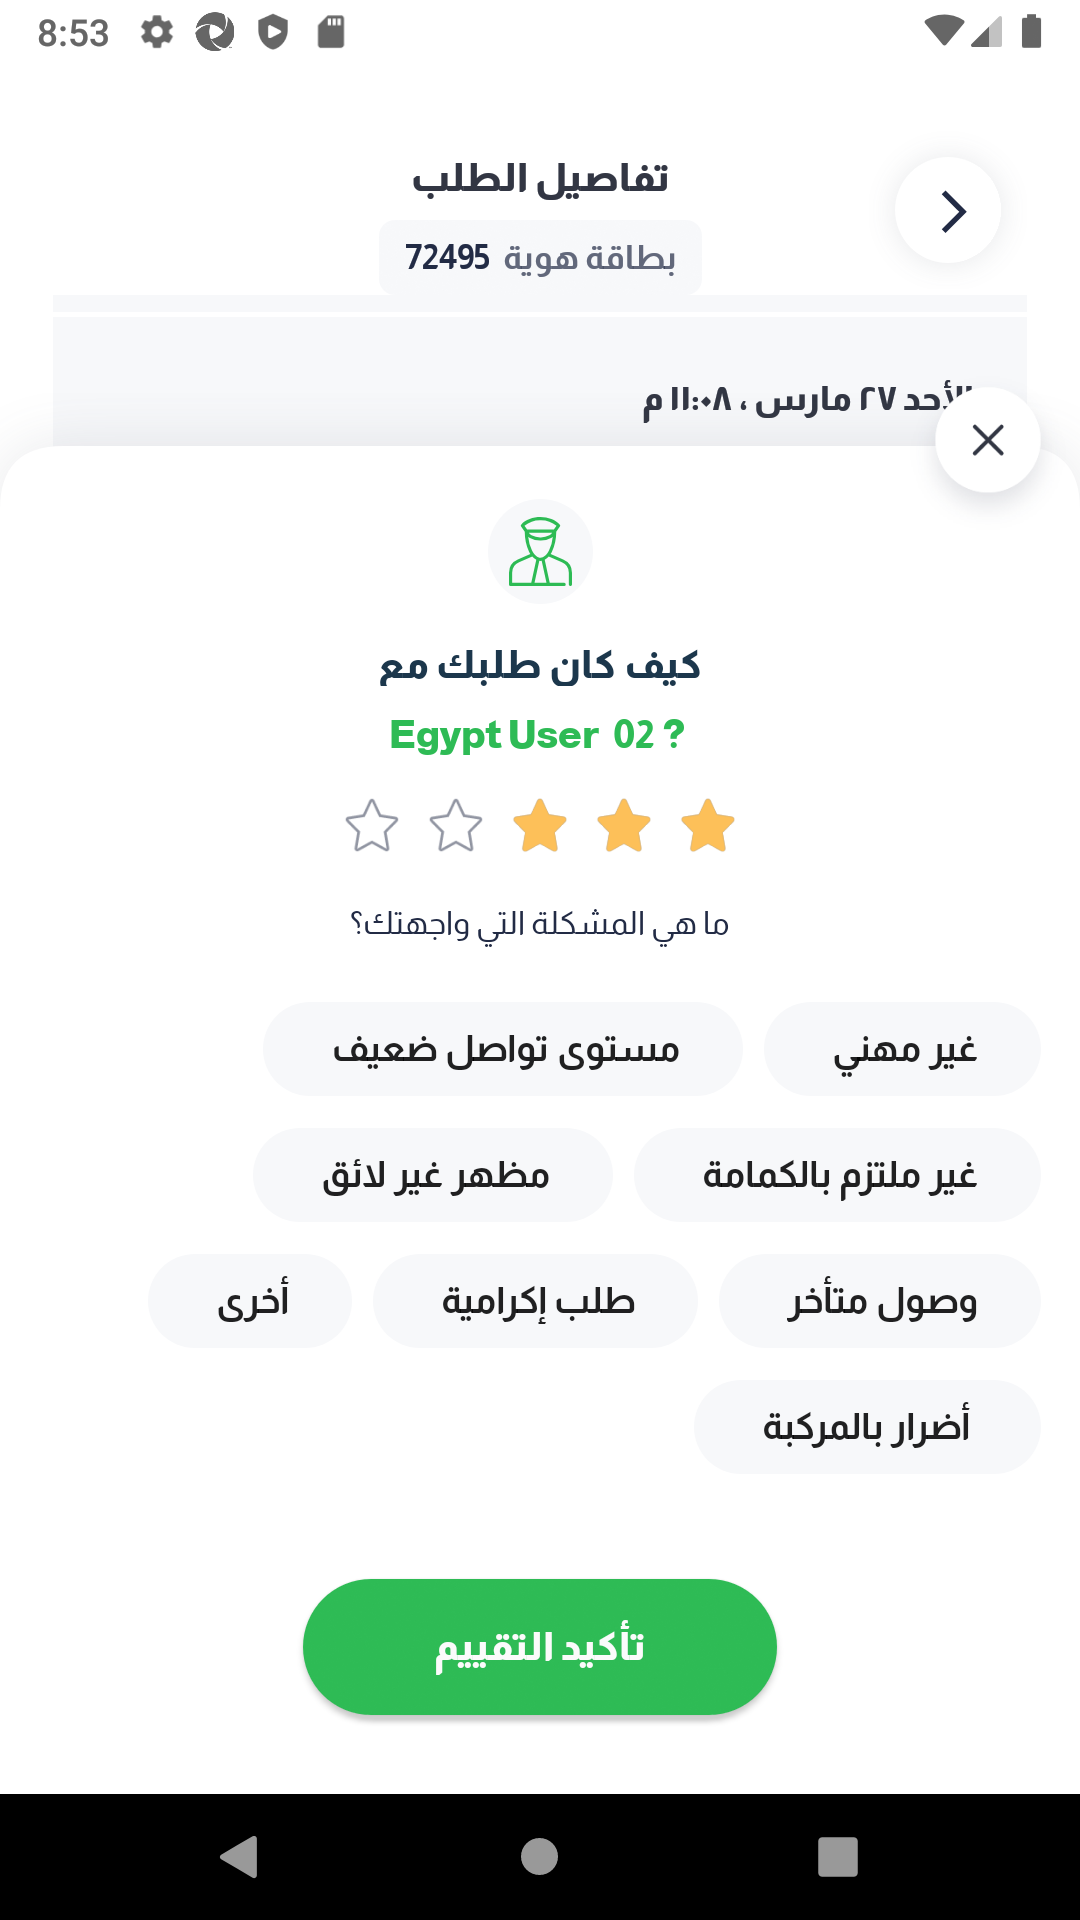 8:53
تفاصيل الطلب
بطاقة هوية 72495
الأحد ٢٧ مارس ، ١١:٠٨ م
كيف كان طلبك مع
Egypt User 02 ?
ما هي المشكلة التي واجهتك؟
غير مهني
مستوى تواصل ضعيف
غير ملتزم بالكمامة
مظهر غير لائق
وصول متأخر
طلب إكرامية
أخرى
أضرار بالمركبة
تأكيد التقييم